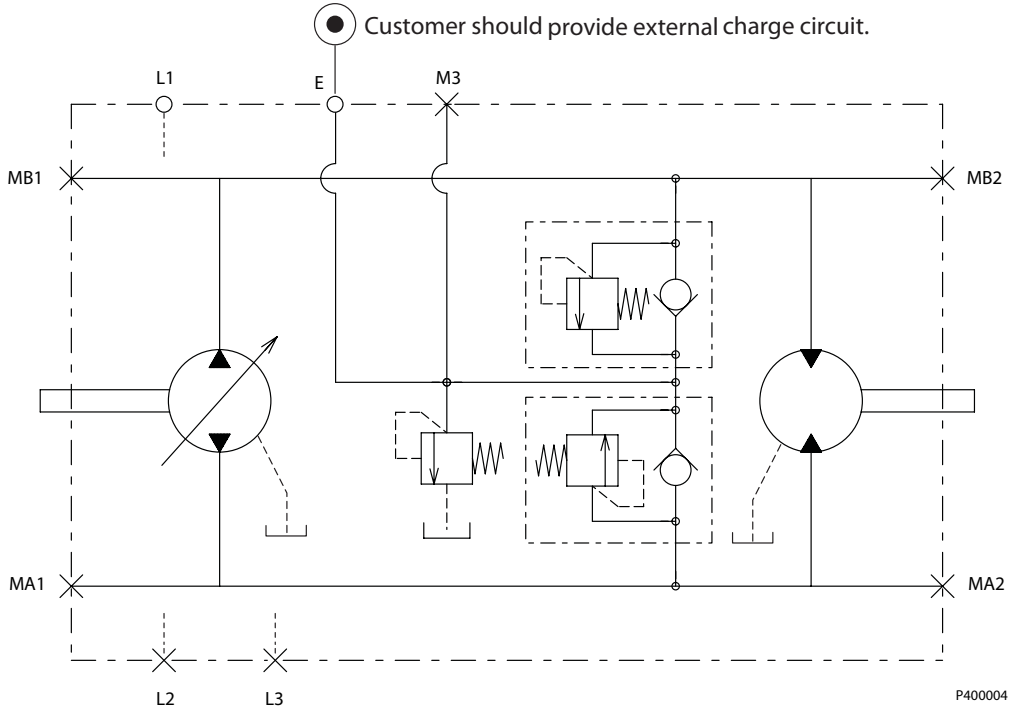 Customer should provide external charge circuit.
L1
E
M3
MB1
MB2
MA1
MA2
L2
L3
P400004